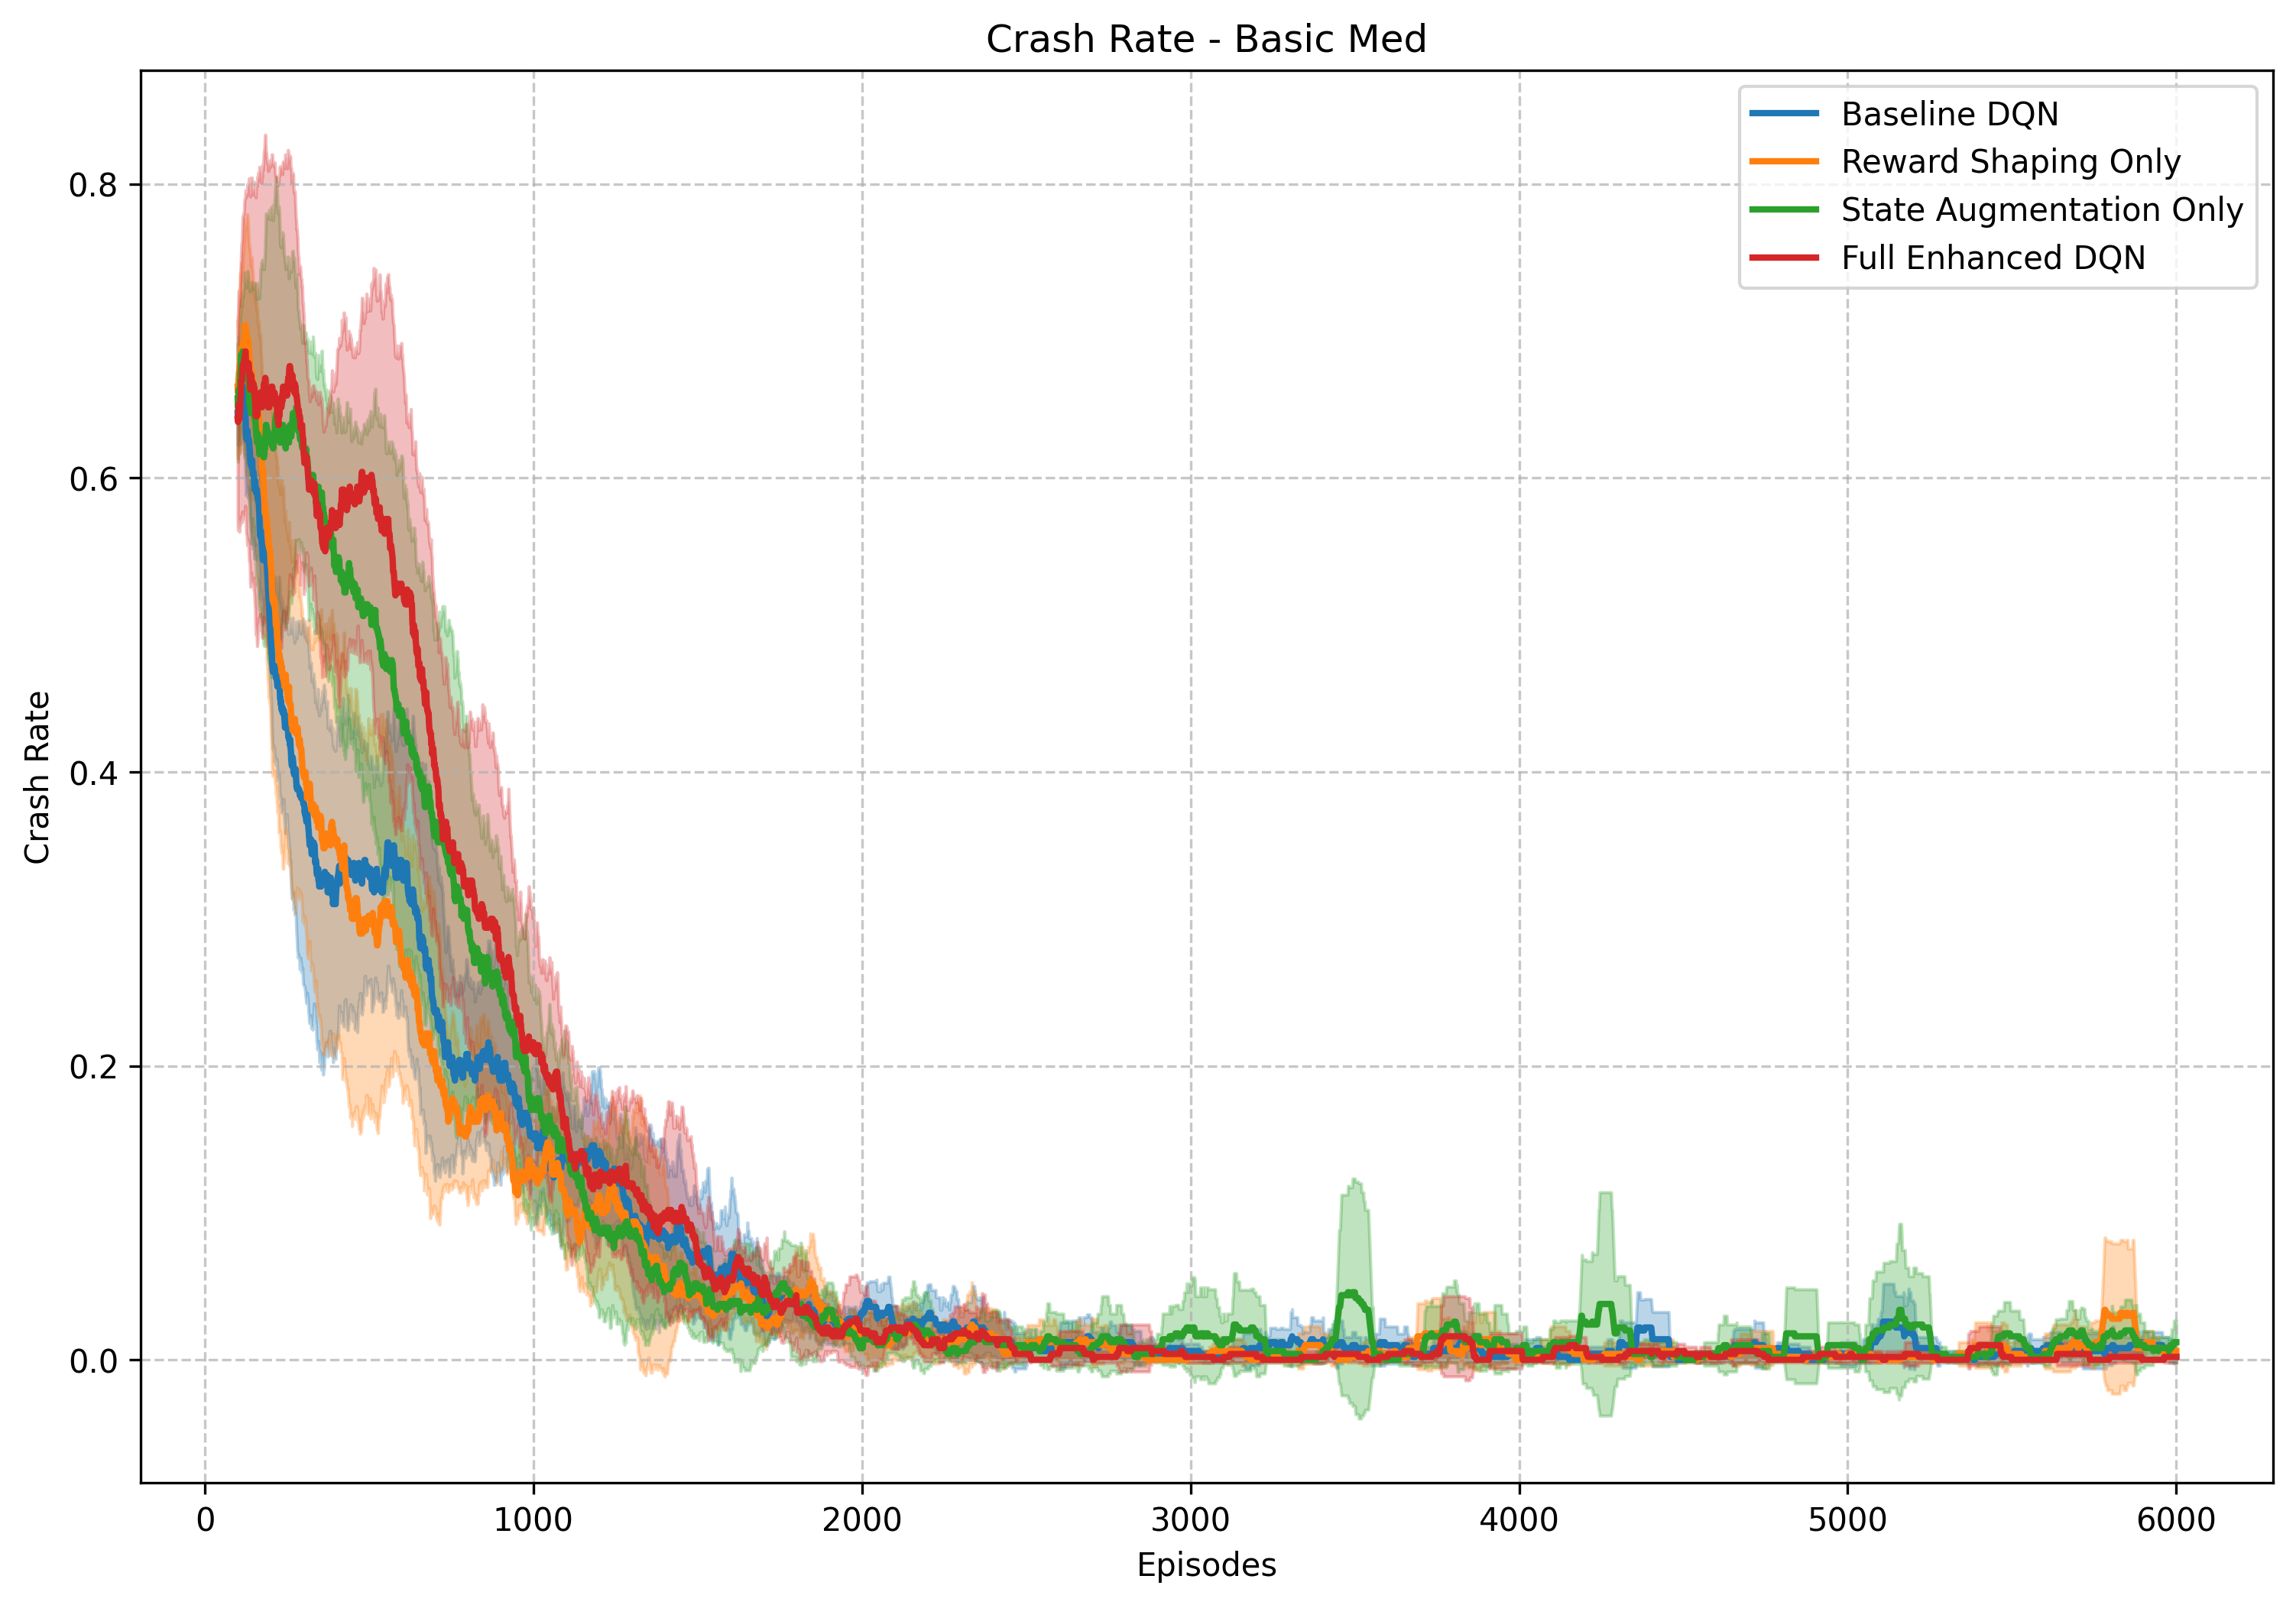 Crash Rate - Basic Med
Baseline DQN
Reward Shaping Only
State Augmentation Only
Full Enhanced DQN
Crash Rate
0.8
0.6
0.4
0.2
0.0
0 1000 2000 3000 4000 5000 6000
Episodes